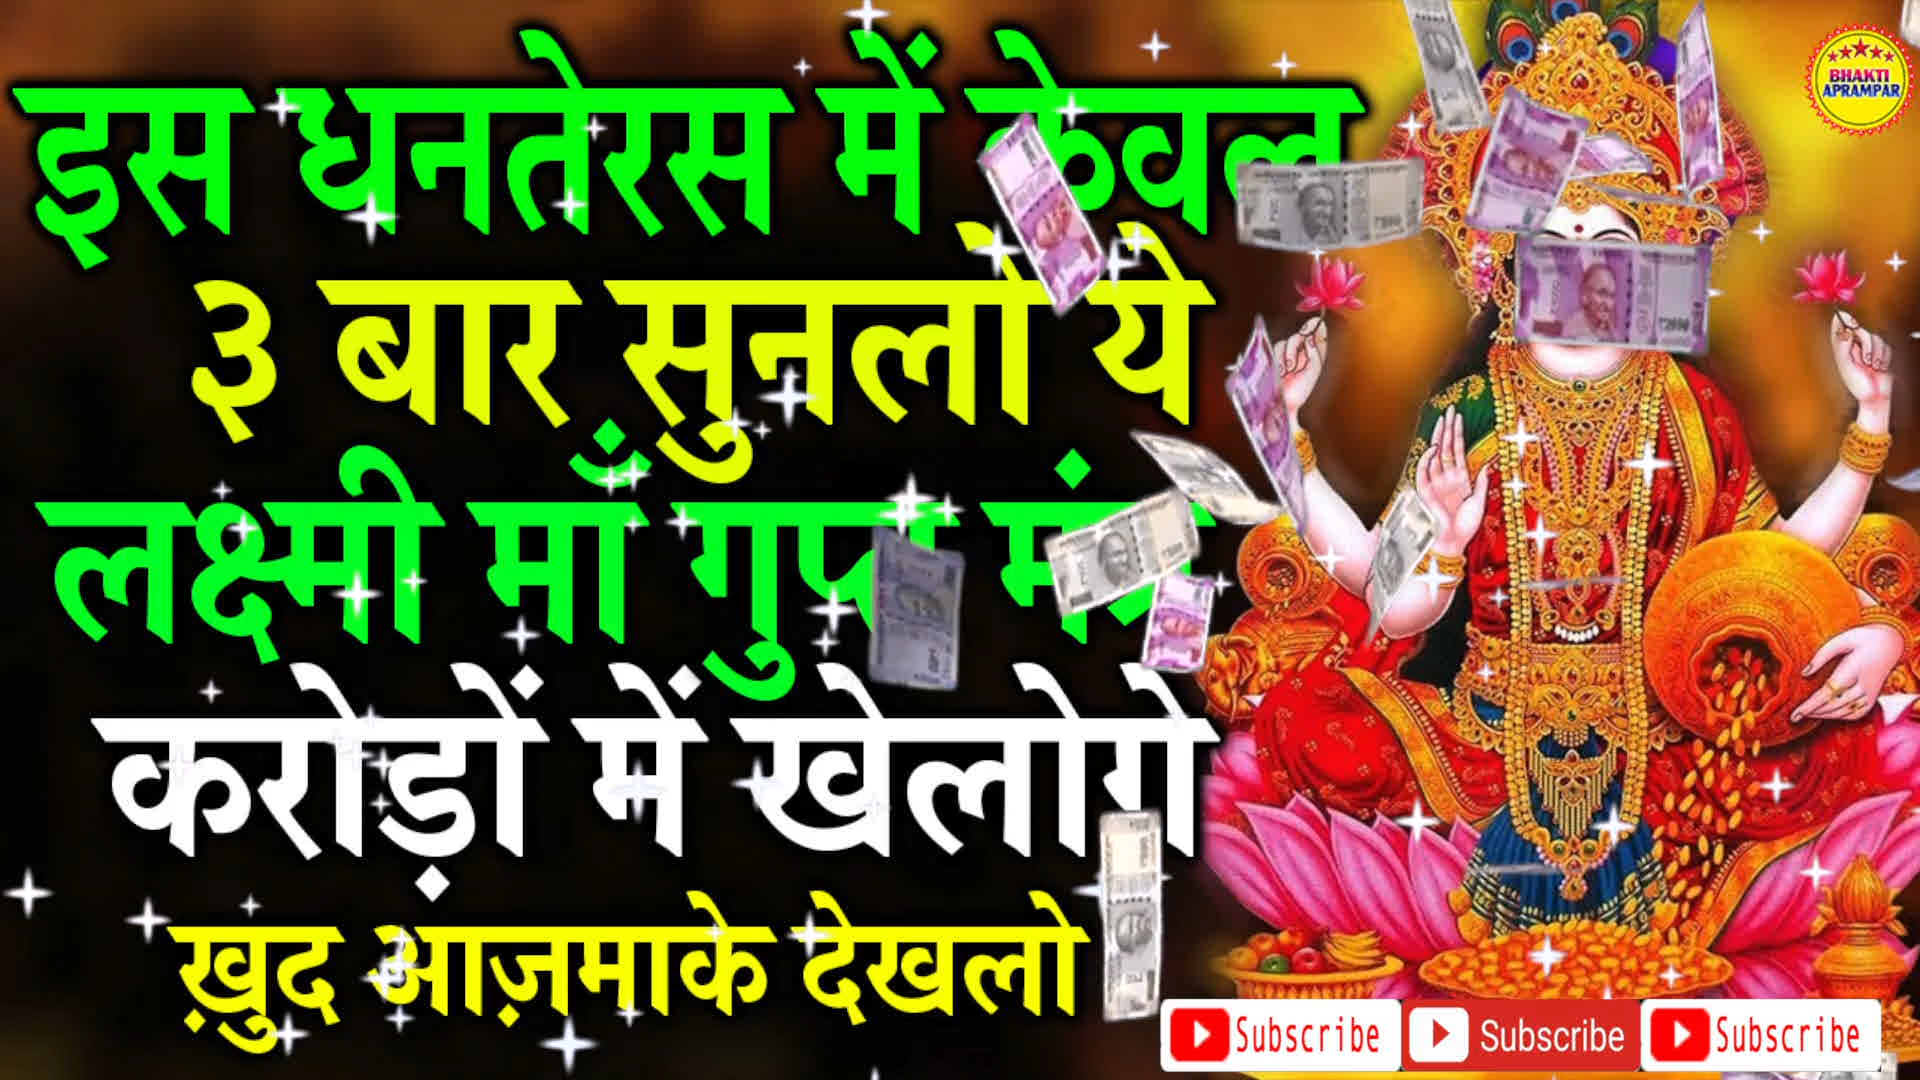 BHAKTI
APRAMPAR
इस धनतेरस में केवल
३ बार सुनलो ये
लक्ष्मी माँ गुप्त मंत्र
करोड़ों में खेलोगे
ख़ुद आज़माके देखलो
Subscribe Subscribe Subscribe